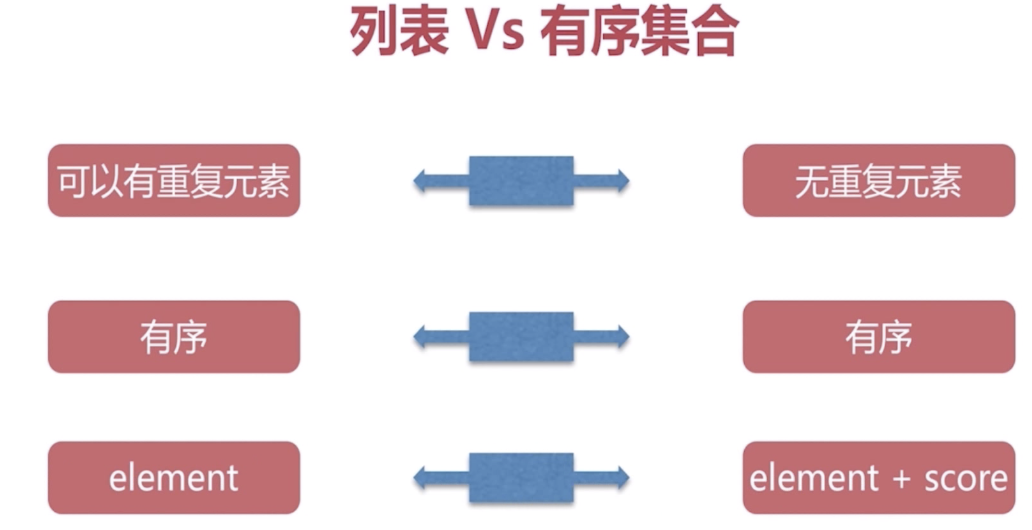 列表 Vs 有序集合
可以有重复元素
无重复元素
有序
有序
element
element + score